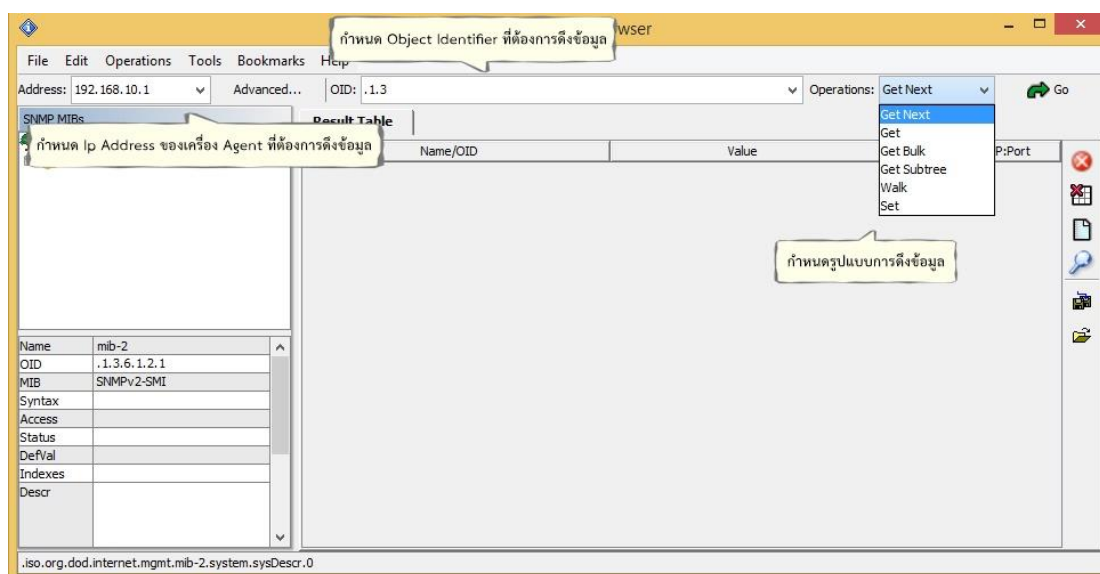 wser
กำหนด Object Identifier ที่ต้องการดึงข้อมูล
File Edit Operations Tools Bookmarks Help
Address: 192.168.10.1 Advanced... OID: .1.3 Operations: Get Next Go
SNMP MIBs
Result Table
กำหนด Ip Address ของเครื่อง Agent ที่ต้องการดึงข้อมูล
Name/OID Value P:Port
Get Next
Get
Get Bulk
Get Subtree
Walk
Set
กำหนดรูปแบบการดึงข้อมูล
Name mib-2
OID .1.3.6.1.2.1
MIB SNMPv2-SMI
Syntax
Access
Status
DefVal
Indexes
Descr
.iso.org.dod.internet.mgmt.mib-2.system.sysDescr.0